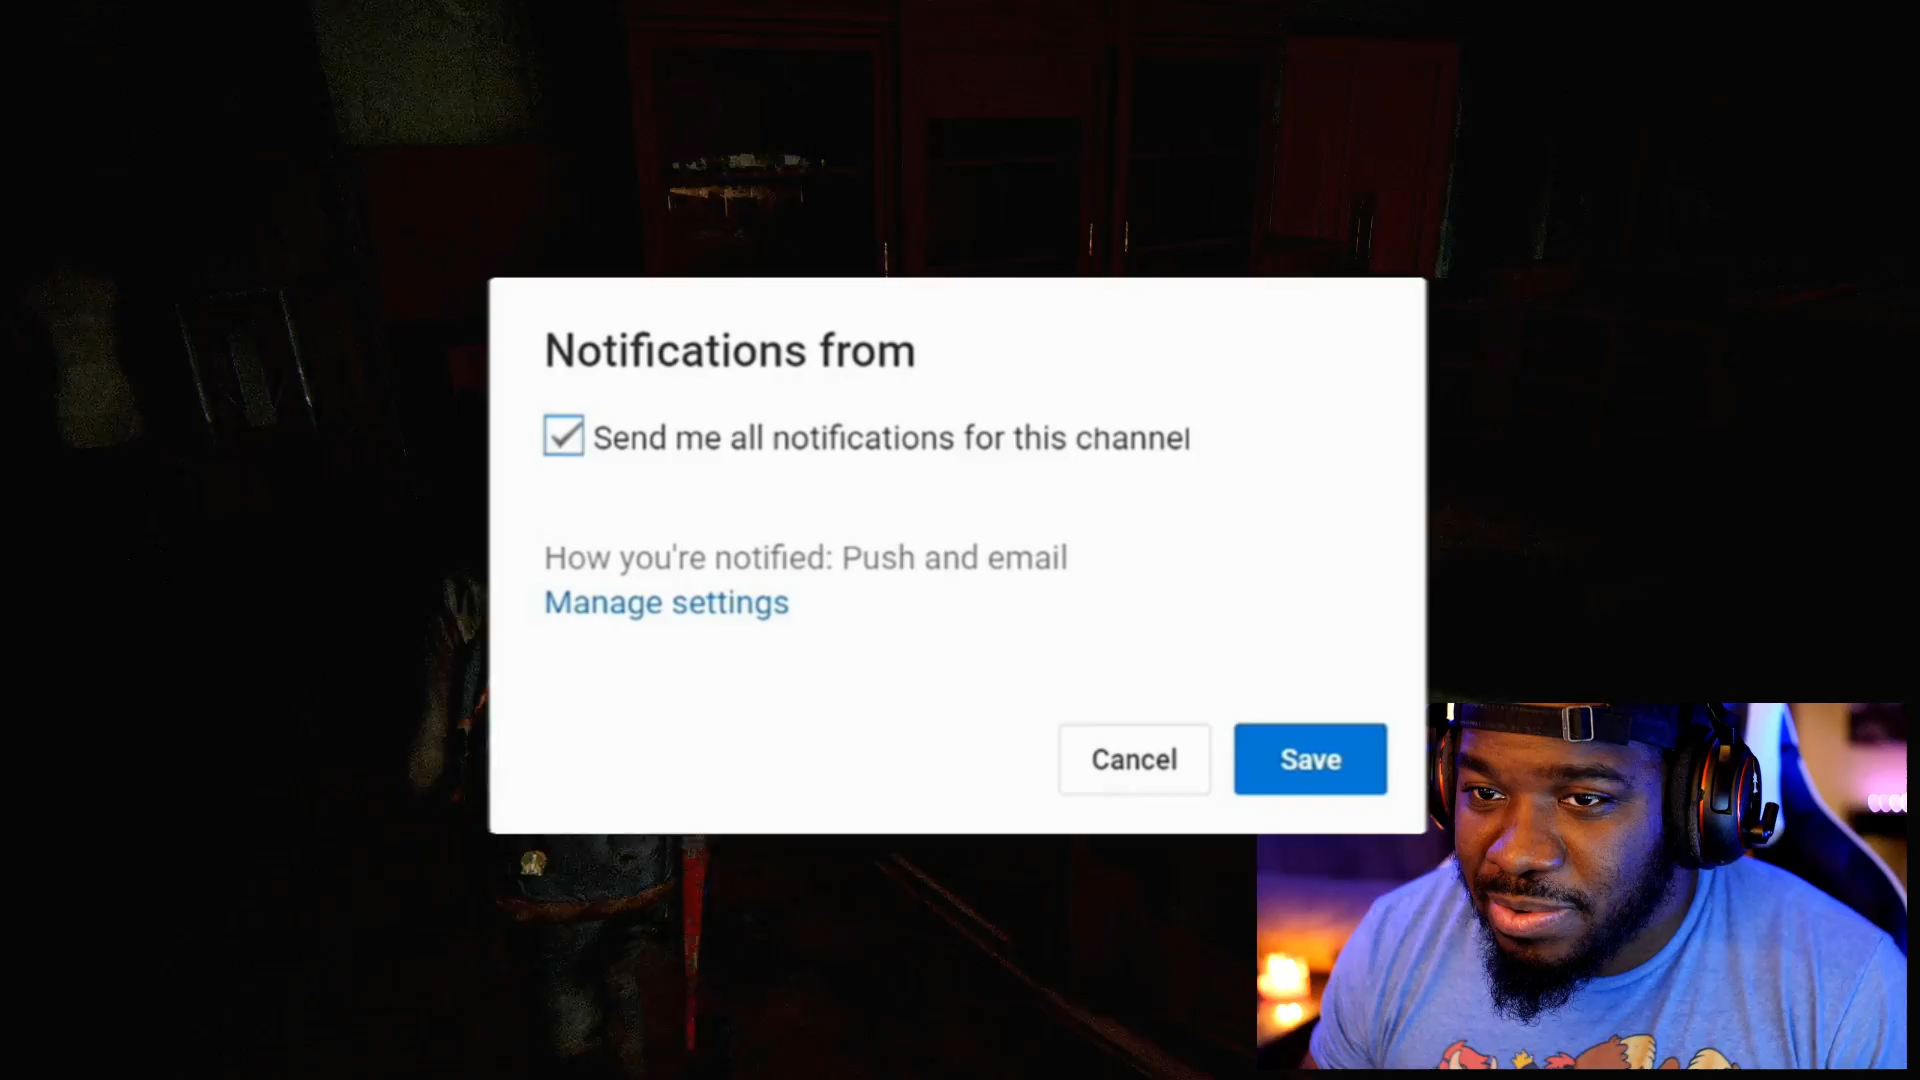 Notifications from
Send me all notifications for this channel
How you're notified: Push and email
Manage settings
Cancel
Save